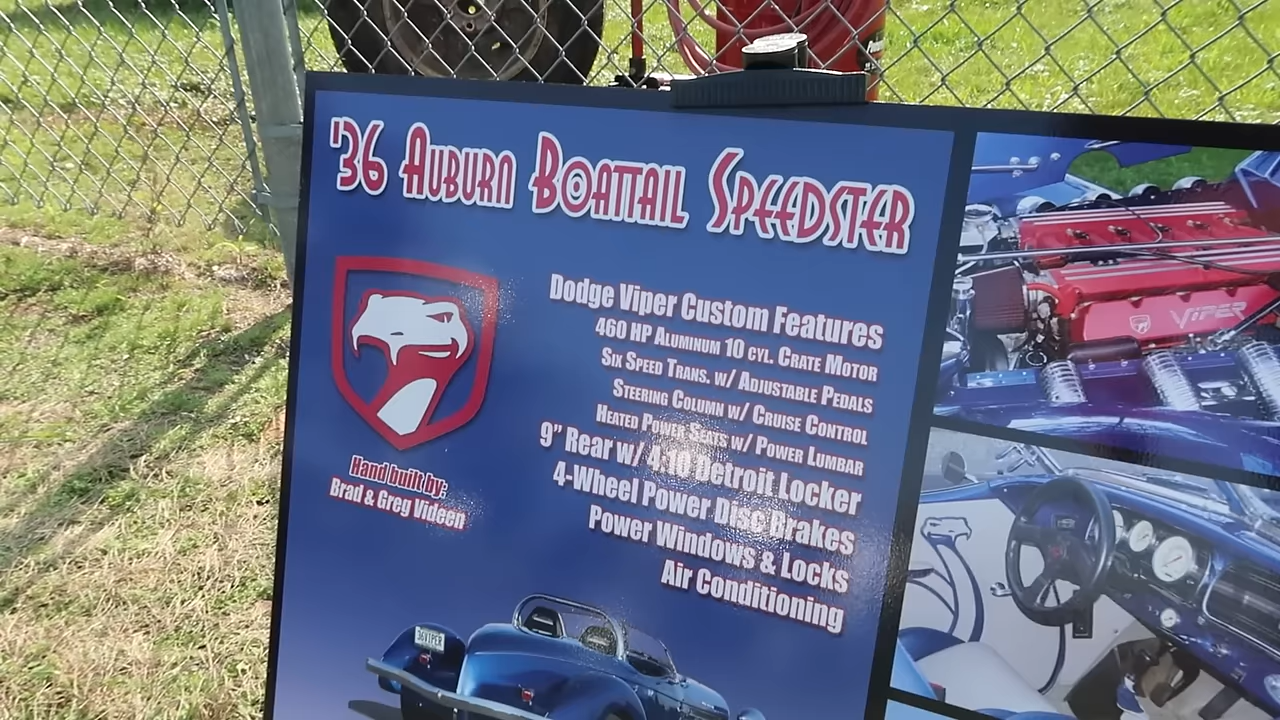 '36 Auburn Boattail Speedster
Dodge Viper Custom Features
460 HP Aluminum 10 cyl. Crate Motor
Six Speed Trans. w/ Adjustable Pedals
Steering Column w/ Cruise Control
Heated Power Seats w/ Power Lumbar
9" Rear w/ 4:10 Detroit Locker
4-Wheel Power Disc Brakes
Power Windows & Locks
Air Conditioning
Hand built by:
Brad & Greg Videen
36VIPER
VIPER